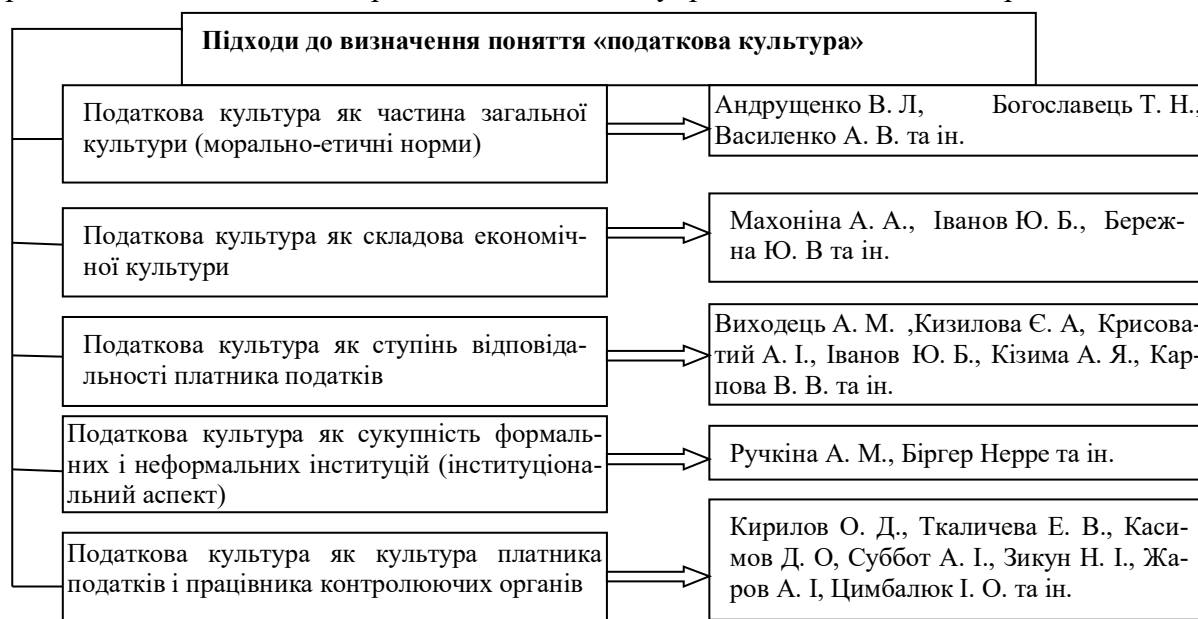 Підходи до визначення поняття «податкова культура»
Податкова культура як частина загальної
культури (морально-етичні норми)
Андрущенко В. Л, Богославець Т. Н.,
Василенко А. В. та ін.
Податкова культура як складова економіч-
ної культури
Махоніна А. А., Іванов Ю. Б., Береж-
на Ю. В та ін.
Податкова культура як ступінь відповіда-
льності платника податків
Виходець А. М. ,Кизилова Є. А, Крисова-
тий А. І., Іванов Ю. Б., Кізима А. Я., Кар-
пова В. В. та ін.
Податкова культура як сукупність формаль-
них і неформальних інституцій (інституціона-
льний аспект)
Ручкіна А. М., Біргер Нерре та ін.
Податкова культура як культура платника
податків і працівника контролюючих органів
Кирилов О. Д., Ткаличева Е. В., Каси-
мов Д. О, Суббот А. І., Зикун Н. І., Жа-
ров А. І, Цимбалюк І. О. та ін.